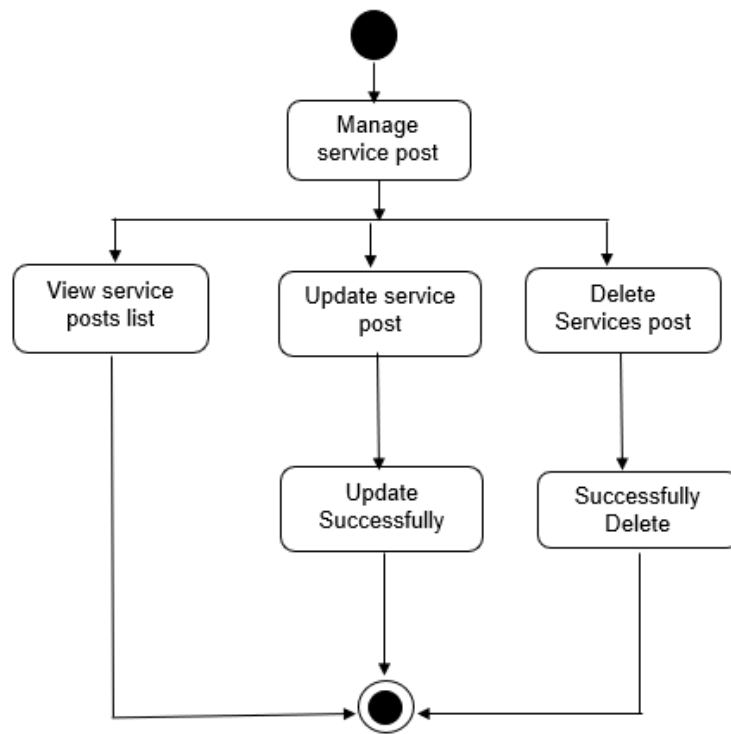 Manage
service post
View service
posts list
Update service
post
Delete
Services post
Update
Successfully
Successfully
Delete